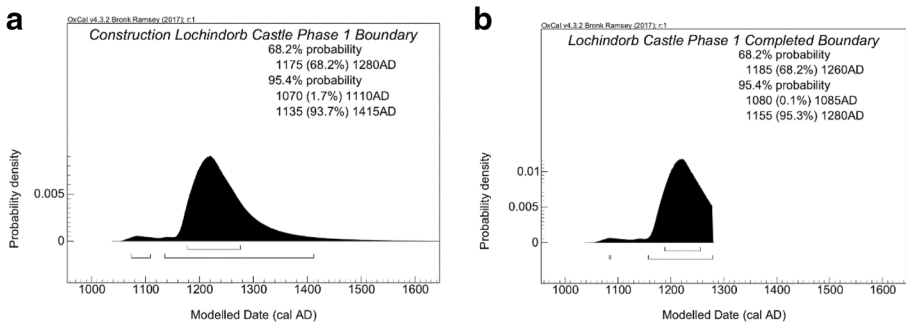 a
OxCal v4.3.2 Bronk Ramsey (2017); r:1
Construction Lochindorb Castle Phase 1 Boundary
68.2% probability
1175 (68.2%) 1280AD
95.4% probability
1070 (1.7%) 1110AD
1135 (93.7%) 1415AD
Probability density
0.005
0
1000 1100 1200 1300 1400 1500 1600
Modelled Date (cal AD)
b
OxCal v4.3.2 Bronk Ramsey (2017); r:1
Lochindorb Castle Phase 1 Completed Boundary
68.2% probability
1185 (68.2%) 1260AD
95.4% probability
1080 (0.1%) 1085AD
1155 (95.3%) 1280AD
Probability density
0.01
0.005
0
1000 1100 1200 1300 1400 1500 1600
Modelled Date (cal AD)